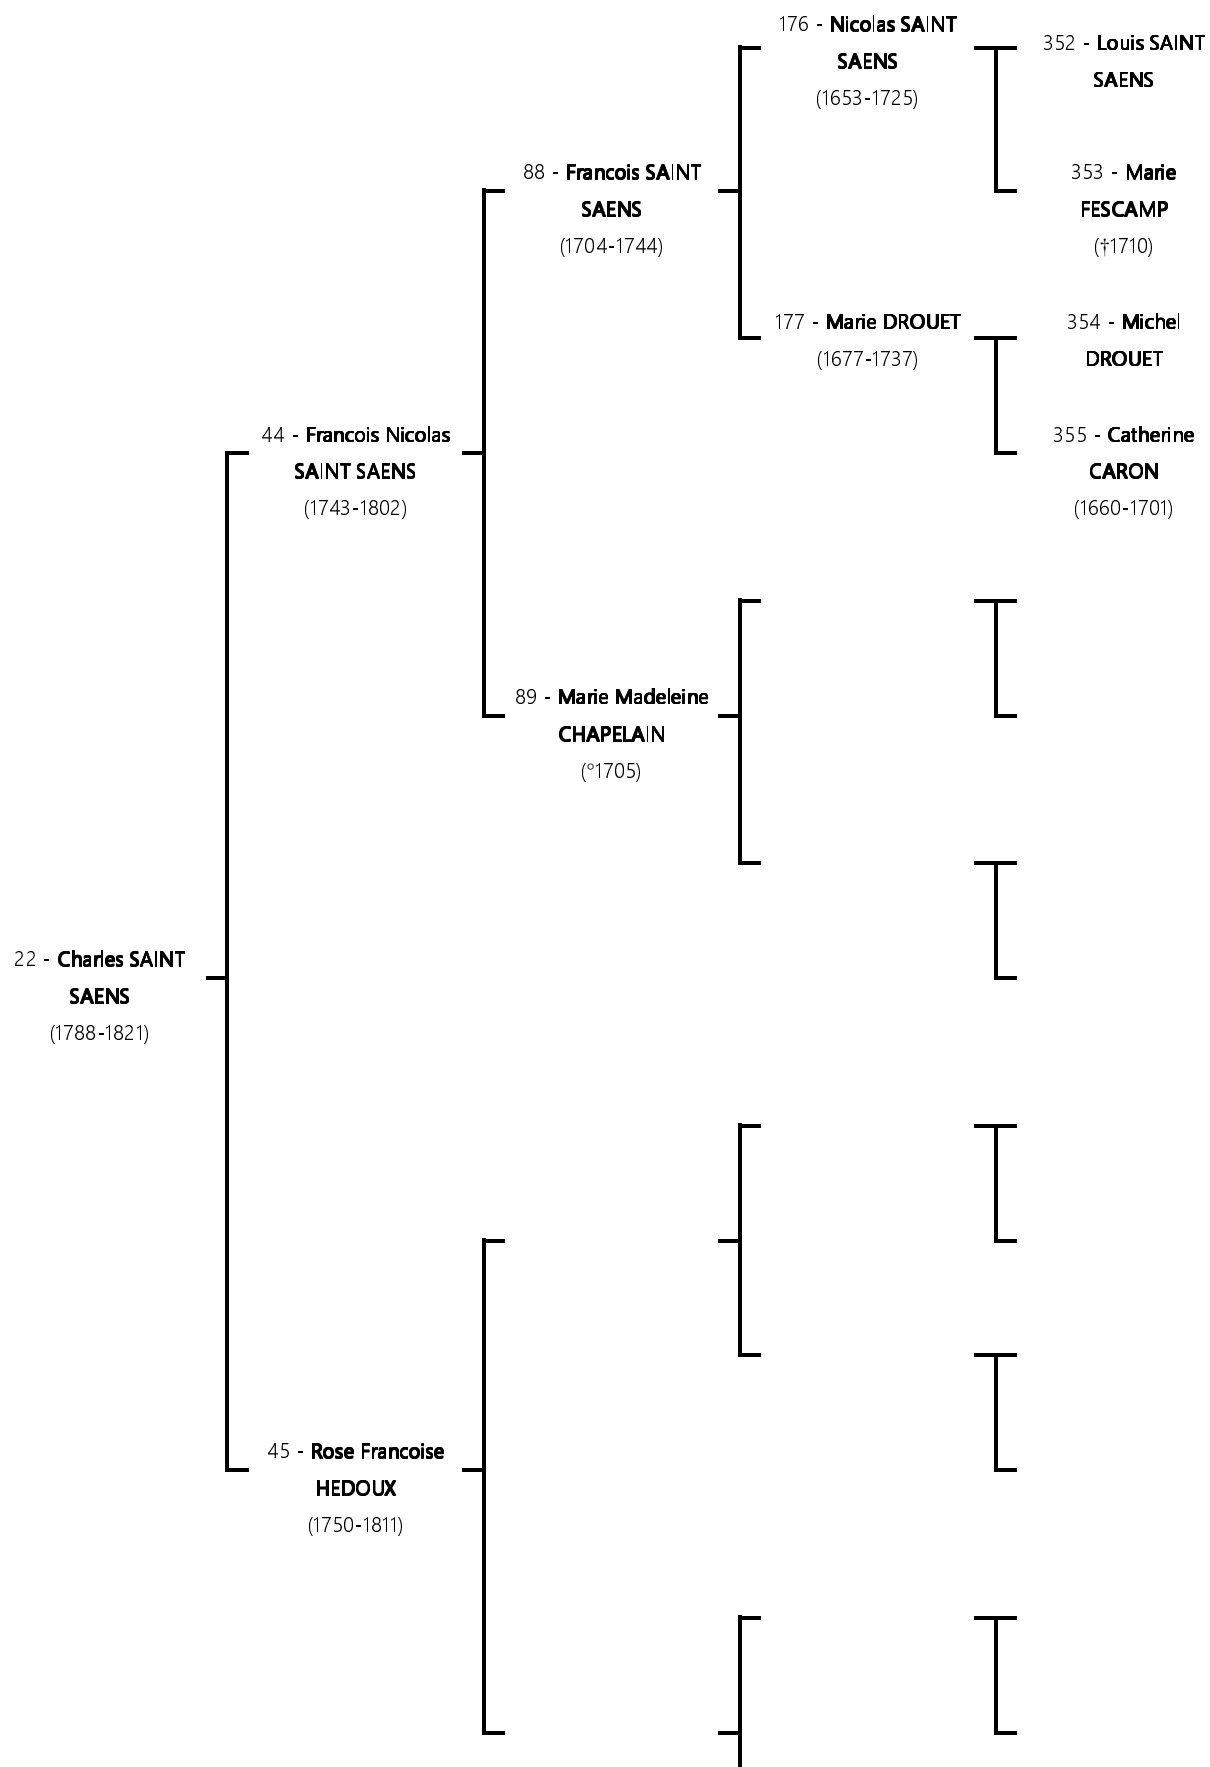 176 - Nicolas SAINT
SAENS
(1653-1725)
352 - Louis SAINT
SAENS
88 - Francois SAINT
SAENS
(1704-1744)
353 - Marie
FESCAMP
(†1710)
177 - Marie DROUET
(1677-1737)
354 - Michel
DROUET
44 - Francois Nicolas
SAINT SAENS
(1743-1802)
355 - Catherine
CARON
(1660-1701)
89 - Marie Madeleine
CHAPELAIN
(°1705)
22 - Charles SAINT
SAENS
(1788-1821)
45 - Rose Francoise
HEDOUX
(1750-1811)